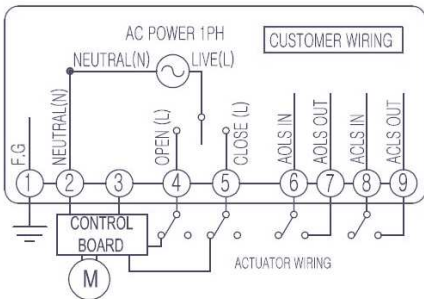 AC POWER 1PH
CUSTOMER WIRING
NEUTRAL(N)
LIVE(L)
F.G
NEUTRAL(N)
OPEN (L)
CLOSE (L)
AOLS IN
AOLS OUT
ACLS IN
ACLS OUT
1 2 3 4 5 6 7 8 9
CONTROL
BOARD
M
ACTUATOR WIRING